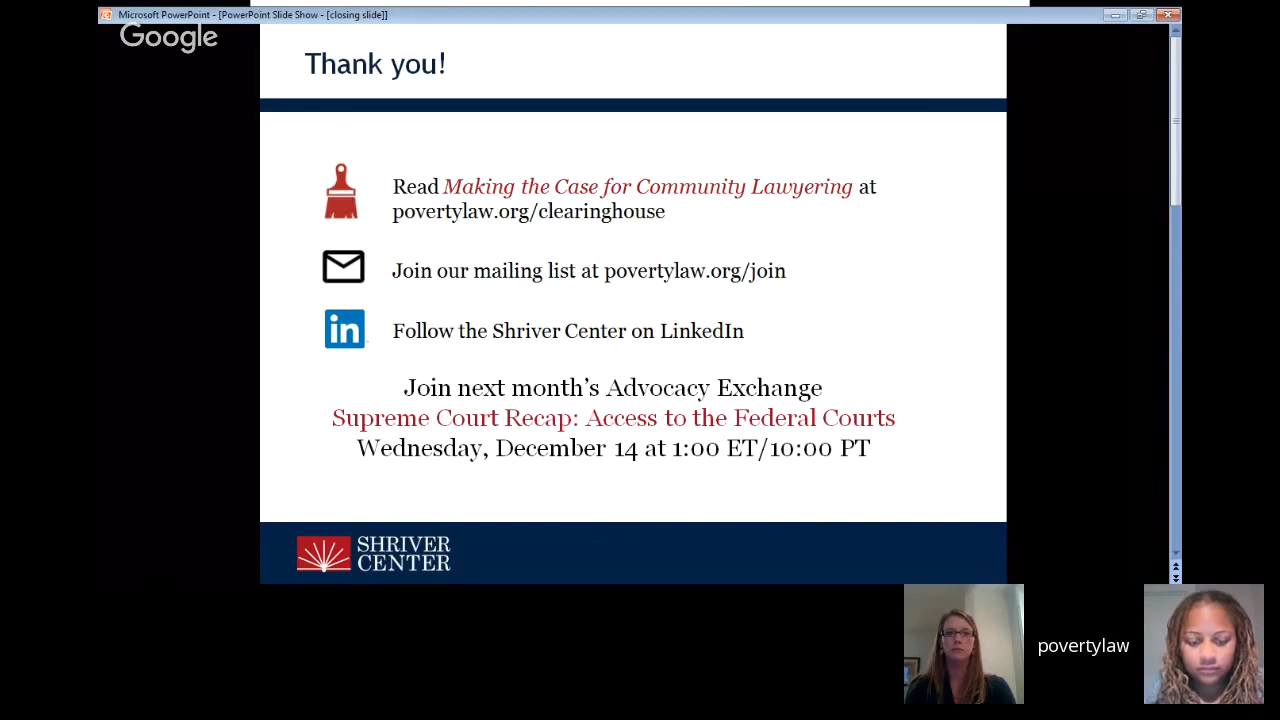 Microsoft PowerPoint - [PowerPoint Slide Show - [closing slide]]
Google
Thank you!
Read Making the Case for Community Lawyering at
povertylaw.org/clearinghouse
Join our mailing list at povertylaw.org/join
in
Follow the Shriver Center on LinkedIn
Join next month’s Advocacy Exchange
Supreme Court Recap: Access to the Federal Courts
Wednesday, December 14 at 1:00 ET/10:00 PT
SHRIVER
CENTER
povertylaw